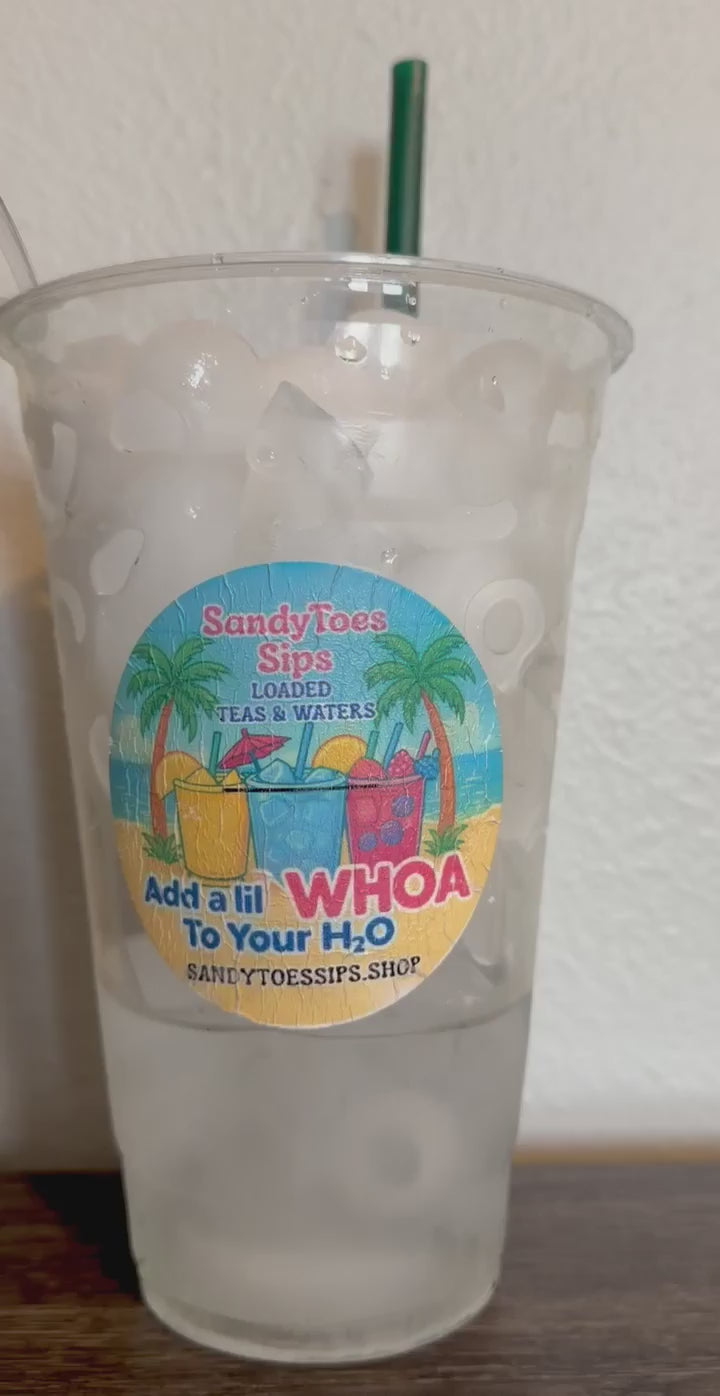 SandyToes
Sips
LOADED
TEAS & WATERS
Add a lil WHOA
To Your H₂O
SANDYTOESSIPS.SHOP